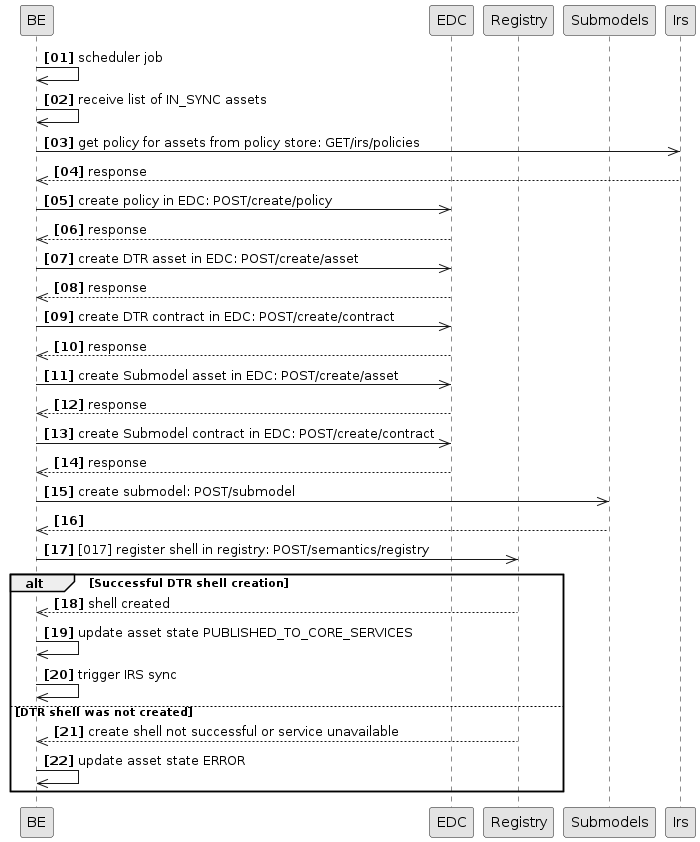 BE EDC Registry Submodels Irs
[01] scheduler job
[02] receive list of IN_SYNC assets
[03] get policy for assets from policy store: GET/irs/policies
[04] response
[05] create policy in EDC: POST/create/policy
[06] response
[07] create DTR asset in EDC: POST/create/asset
[08] response
[09] create DTR contract in EDC: POST/create/contract
[10] response
[11] create Submodel asset in EDC: POST/create/asset
[12] response
[13] create Submodel contract in EDC: POST/create/contract
[14] response
[15] create submodel: POST/submodel
[16]
[17] [017] register shell in registry: POST/semantics/registry
alt [Successful DTR shell creation]
[18] shell created
[19] update asset state PUBLISHED_TO_CORE_SERVICES
[20] trigger IRS sync
[DTR shell was not created]
[21] create shell not successful or service unavailable
[22] update asset state ERROR
BE EDC Registry Submodels Irs